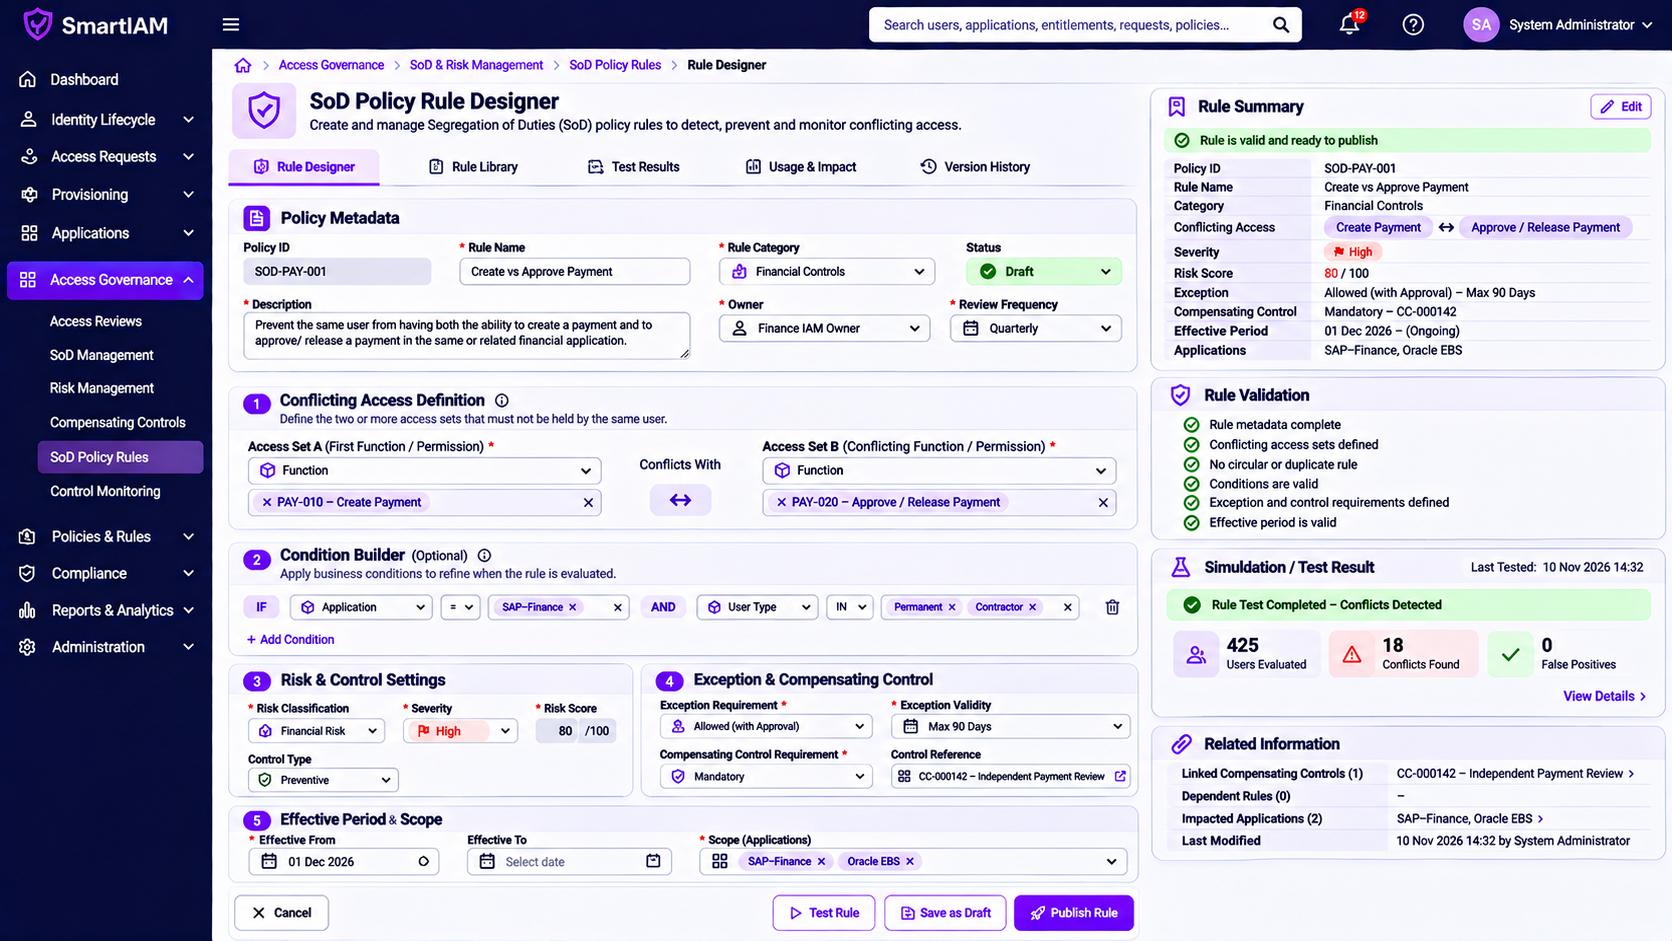 SmartIAM
Search users, applications, entitlements, requests, policies...
12
SA
System Administrator
Dashboard
Identity Lifecycle
Access Requests
Provisioning
Applications
Access Governance
Access Reviews
SoD Management
Risk Management
Compensating Controls
SoD Policy Rules
Control Monitoring
Policies & Rules
Compliance
Reports & Analytics
Administration
Access Governance > SoD & Risk Management > SoD Policy Rules > Rule Designer
SoD Policy Rule Designer
Create and manage Segregation of Duties (SoD) policy rules to detect, prevent and monitor conflicting access.
Rule Designer Rule Library Test Results Usage & Impact Version History
Policy Metadata
Policy ID * Rule Name * Rule Category Status
SOD-PAY-001 Create vs Approve Payment Financial Controls Draft
* Description * Owner * Review Frequency
Prevent the same user from having both the ability to create a payment and to
approve/ release a payment in the same or related financial application.
Finance IAM Owner Quarterly
1 Conflicting Access Definition
Define the two or more access sets that must not be held by the same user.
Access Set A (First Function / Permission) * Conflicts With Access Set B (Conflicting Function / Permission) *
Function Function
× PAY-010 – Create Payment × × PAY-020 – Approve / Release Payment ×
2 Condition Builder (Optional)
Apply business conditions to refine when the rule is evaluated.
IF Application = SAP–Finance × × AND User Type IN Permanent × Contractor × ×
+ Add Condition
3 Risk & Control Settings
* Risk Classification * Severity * Risk Score
Financial Risk High 80 /100
Control Type
Preventive
4 Exception & Compensating Control
Exception Requirement * * Exception Validity
Allowed (with Approval) Max 90 Days
Compensating Control Requirement * Control Reference
Mandatory CC-000142 – Independent Payment Review
5 Effective Period & Scope
* Effective From Effective To * Scope (Applications)
01 Dec 2026 Select date SAP–Finance × Oracle EBS ×
× Cancel Test Rule Save as Draft Publish Rule
Rule Summary Edit
Rule is valid and ready to publish
Policy ID SOD-PAY-001
Rule Name Create vs Approve Payment
Category Financial Controls
Conflicting Access Create Payment ↔ Approve / Release Payment
Severity High
Risk Score 80 / 100
Exception Allowed (with Approval) – Max 90 Days
Compensating Control Mandatory – CC-000142
Effective Period 01 Dec 2026 – (Ongoing)
Applications SAP–Finance, Oracle EBS
Rule Validation
Rule metadata complete
Conflicting access sets defined
No circular or duplicate rule
Conditions are valid
Exception and control requirements defined
Effective period is valid
Simuldation / Test Result Last Tested: 10 Nov 2026 14:32
Rule Test Completed – Conflicts Detected
425 18 0
Users Evaluated Conflicts Found False Positives
View Details >
Related Information
Linked Compensating Controls (1) CC-000142 – Independent Payment Review >
Dependent Rules (0) –
Impacted Applications (2) SAP–Finance, Oracle EBS >
Last Modified 10 Nov 2026 14:32 by System Administrator